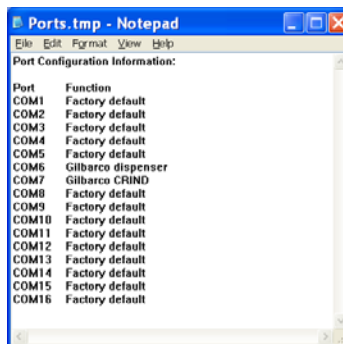 Ports.tmp - Notepad
File Edit Format View Help
Port Configuration Information:
Port Function
COM1 Factory default
COM2 Factory default
COM3 Factory default
COM4 Factory default
COM5 Factory default
COM6 Gilbarco dispenser
COM7 Gilbarco CRIND
COM8 Factory default
COM9 Factory default
COM10 Factory default
COM11 Factory default
COM12 Factory default
COM13 Factory default
COM14 Factory default
COM15 Factory default
COM16 Factory default